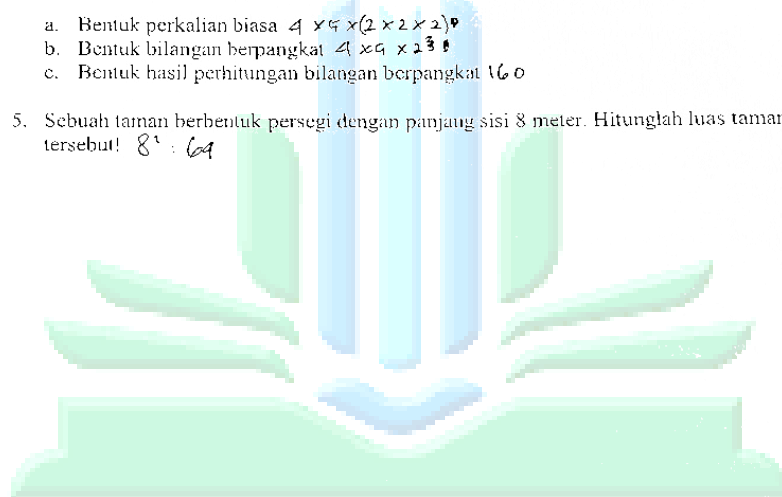 a. Bentuk perkalian biasa 4 x 5 x (2 x 2 x 2)
b. Bentuk bilangan berpangkat 4 x 5 x 2³
c. Bentuk hasil perhitungan bilangan berpangkat 160
5. Sebuah taman berbentuk persegi dengan panjang sisi 8 meter. Hitunglah luas taman
tersebut! 8² : 64